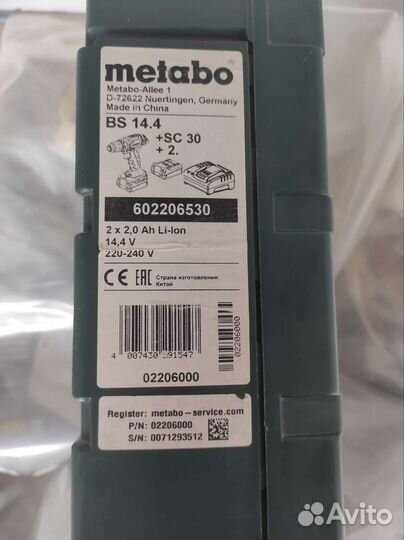 metabo
Metabo-Allee 1
D-72622 Nuertingen, Germany
Made in China
BS 14.4
+SC 30
+ 2.
602206530
2 x 2,0 Ah Li-Ion
14,4 V
220-240 V
CE EAC Страна изготовления:
Китай
02206000
4 007430 91547
02206000
Register: metabo-service.com
P/N: 02206000
S/N: 0071293512
Avito